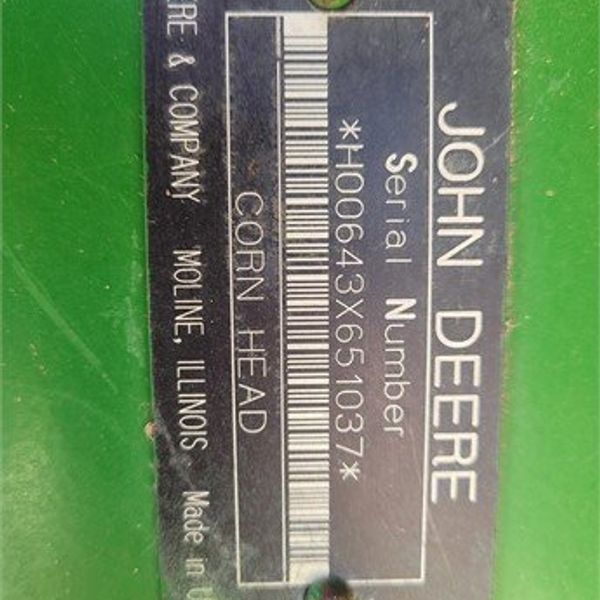 JOHN DEERE
Serial Number
*H00643X651037*
CORN HEAD
& COMPANY MOLINE, ILLINOIS Made in